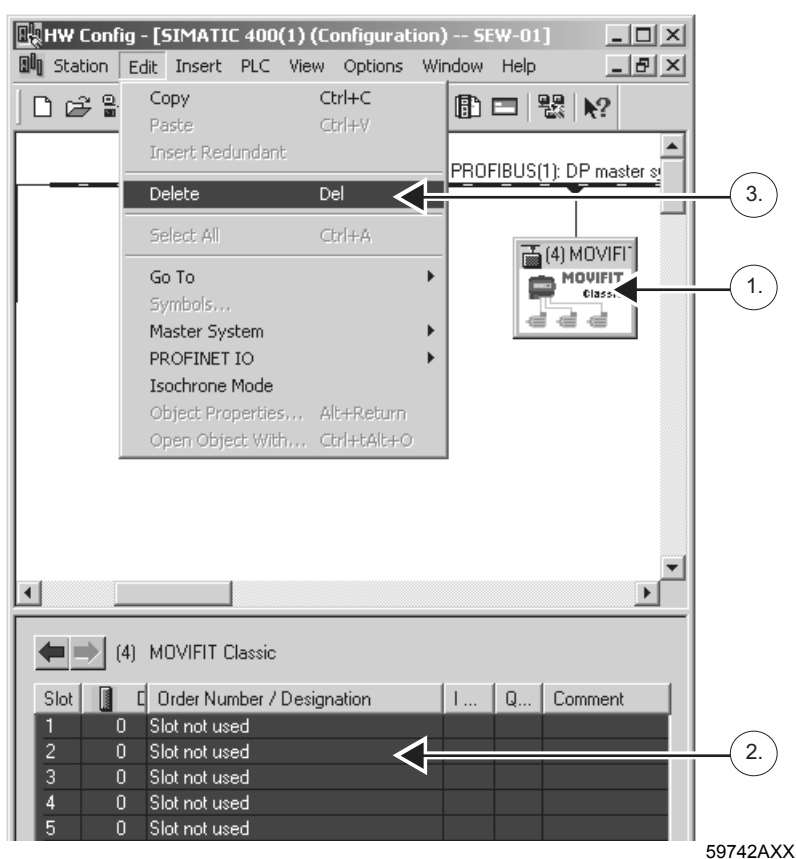 HW Config - [SIMATIC 400(1) (Configuration) -- SEW-01]
Station Edit Insert PLC View Options Window Help
Copy Ctrl+C
Paste Ctrl+V
Insert Redundant
PROFIBUS(1): DP master sy
Delete Del
3.
Select All Ctrl+A
(4) MOVIFIT
MOVIFIT
Classic
1.
Go To
Symbols...
Master System
PROFINET IO
Isochrone Mode
Object Properties... Alt+Return
Open Object With... Ctrl+tAlt+O
(4) MOVIFIT Classic
Slot D Order Number / Designation I ... Q... Comment
1 0 Slot not used
2 0 Slot not used
2.
3 0 Slot not used
4 0 Slot not used
5 0 Slot not used
59742AXX